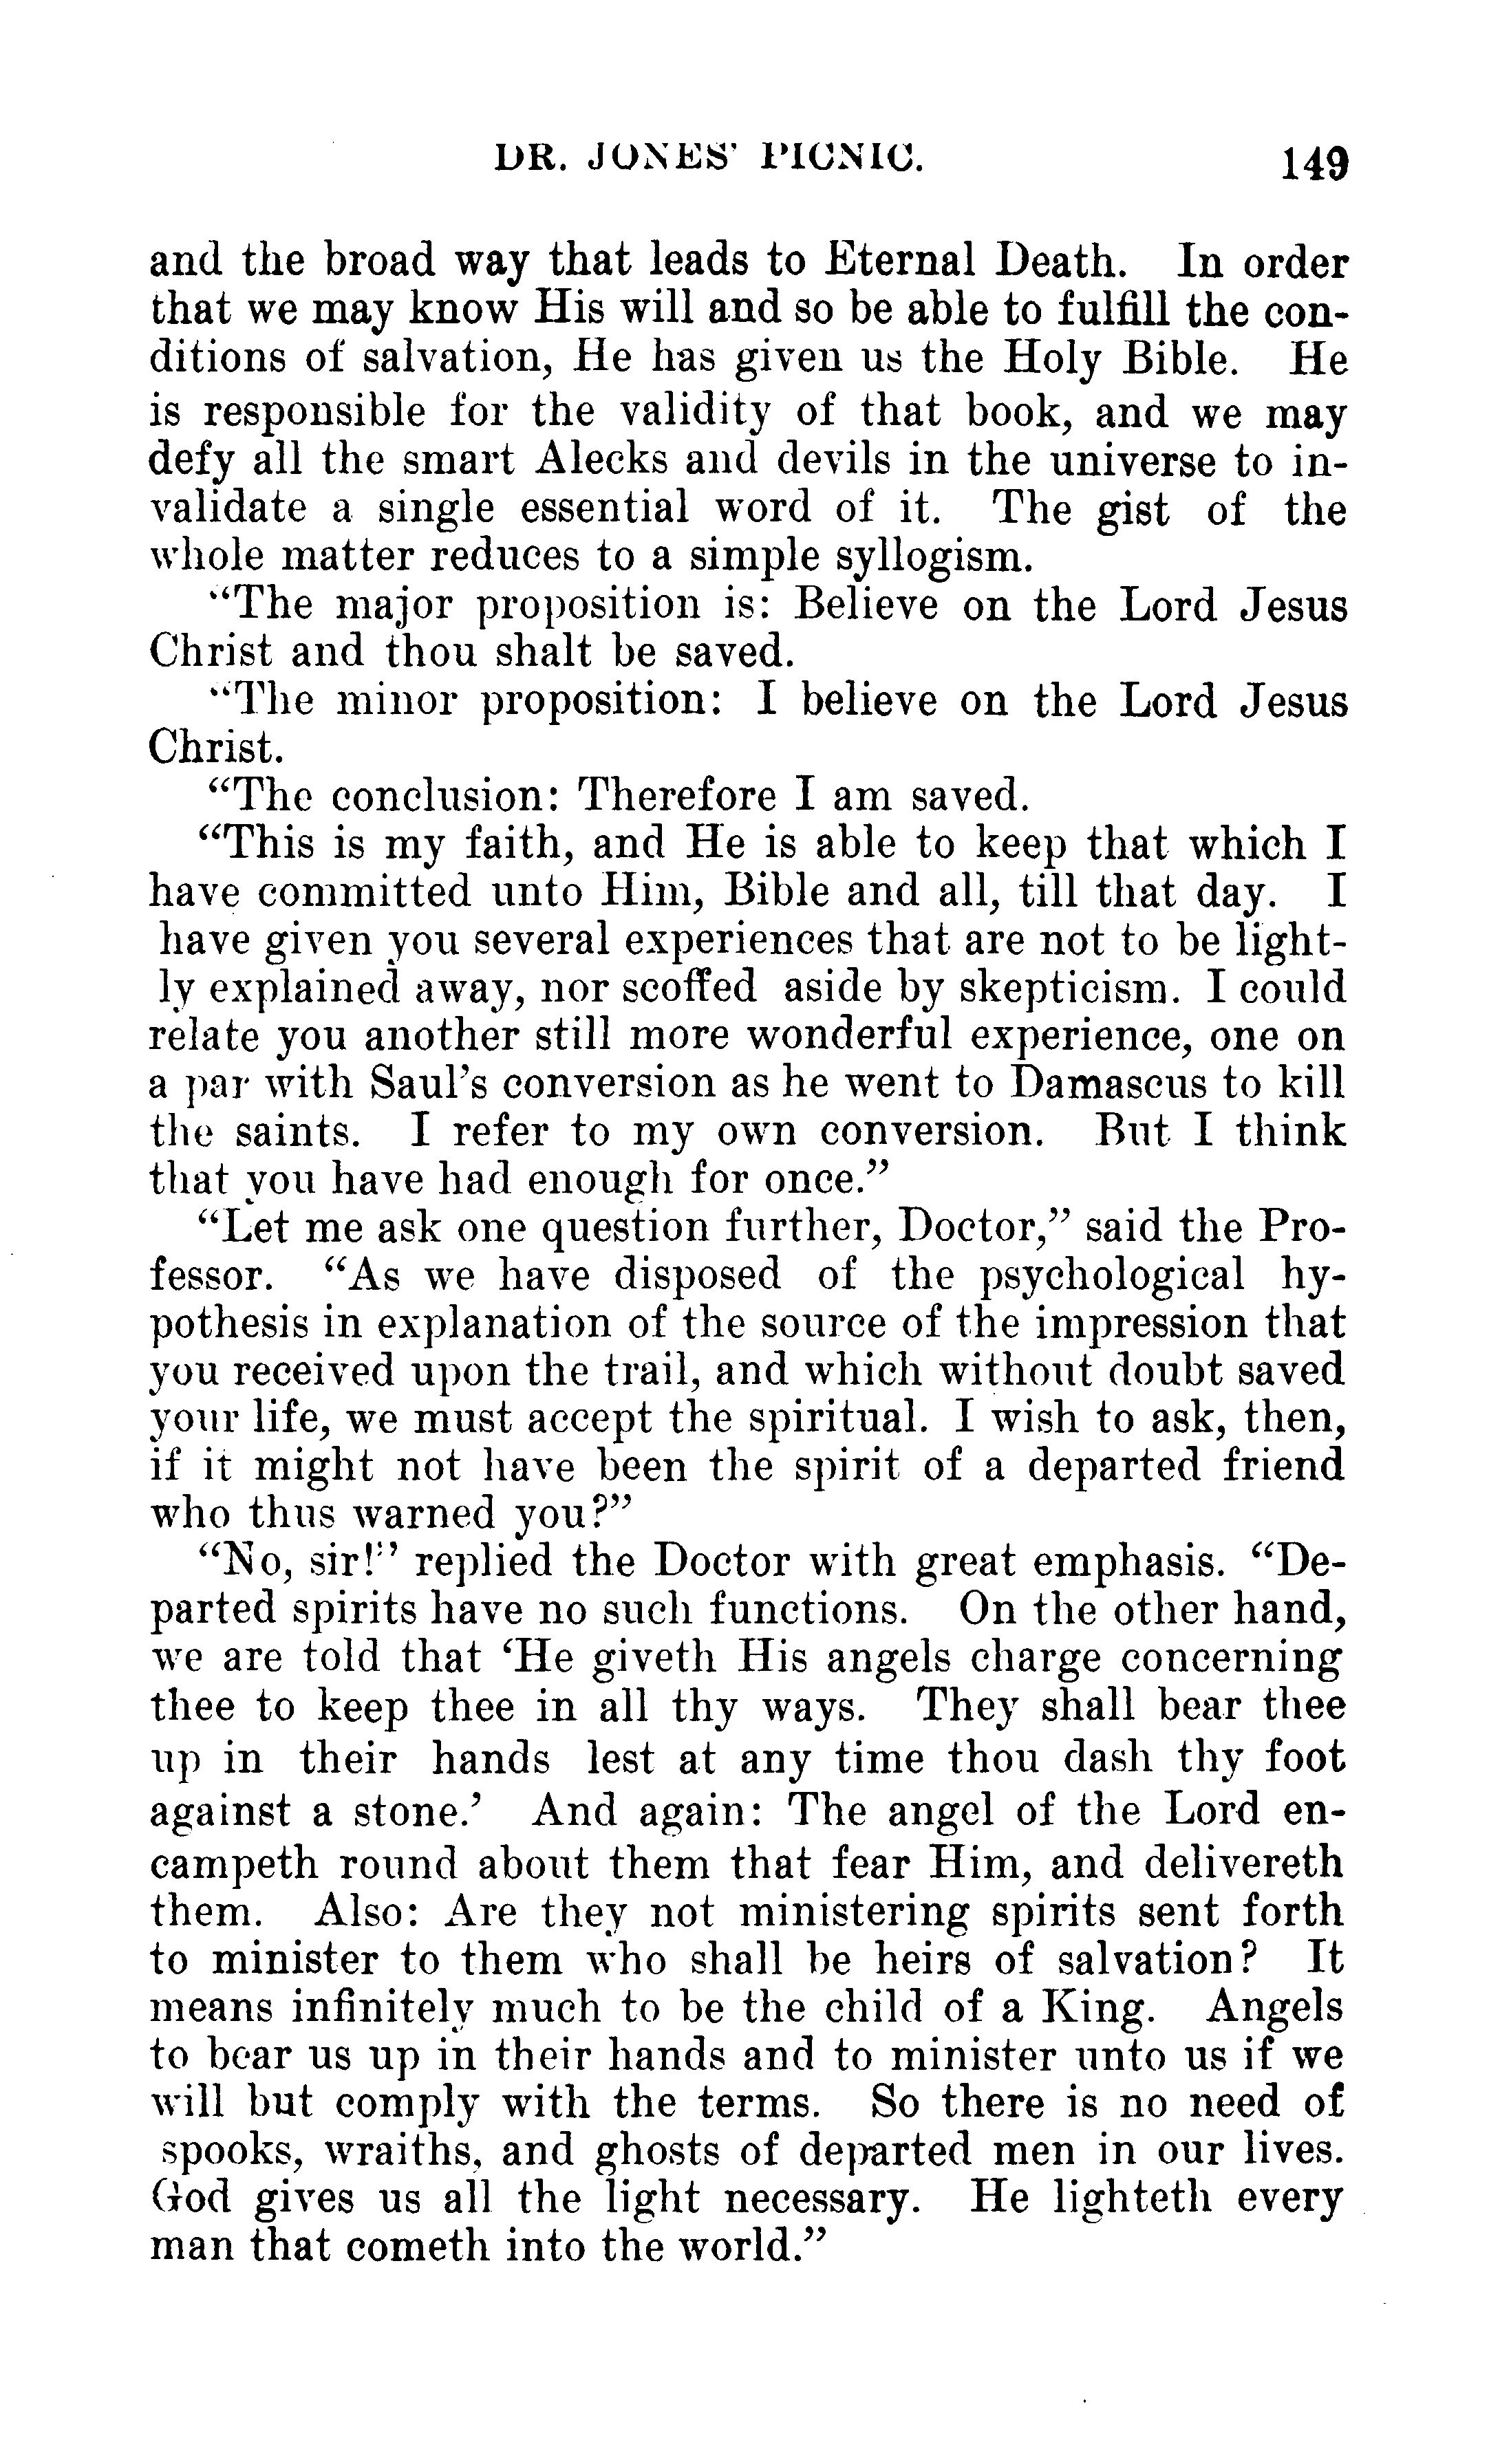 DR. JONES' PICNIC. 149
and the broad way that leads to Eternal Death. In order
that we may know His will and so be able to fulfill the con-
ditions of salvation, He has given us the Holy Bible. He
is responsible for the validity of that book, and we may
defy all the smart Alecks and devils in the universe to in-
validate a single essential word of it. The gist of the
whole matter reduces to a simple syllogism.
"The major proposition is: Believe on the Lord Jesus
Christ and thou shalt be saved.
"The minor proposition: I believe on the Lord Jesus
Christ.
"The conclusion: Therefore I am saved.
"This is my faith, and He is able to keep that which I
have committed unto Him, Bible and all, till that day. I
have given you several experiences that are not to be light-
ly explained away, nor scoffed aside by skepticism. I could
relate you another still more wonderful experience, one on
a par with Saul's conversion as he went to Damascus to kill
the saints. I refer to my own conversion. But I think
that you have had enough for once."
"Let me ask one question further, Doctor," said the Pro-
fessor. "As we have disposed of the psychological hy-
pothesis in explanation of the source of the impression that
you received upon the trail, and which without doubt saved
your life, we must accept the spiritual. I wish to ask, then,
if it might not have been the spirit of a departed friend
who thus warned you?"
"No, sir!" replied the Doctor with great emphasis. "De-
parted spirits have no such functions. On the other hand,
we are told that 'He giveth His angels charge concerning
thee to keep thee in all thy ways. They shall bear thee
up in their hands lest at any time thou dash thy foot
against a stone.' And again: The angel of the Lord en-
campeth round about them that fear Him, and delivereth
them. Also: Are they not ministering spirits sent forth
to minister to them who shall be heirs of salvation? It
means infinitely much to be the child of a King. Angels
to bear us up in their hands and to minister unto us if we
will but comply with the terms. So there is no need of
spooks, wraiths, and ghosts of departed men in our lives.
God gives us all the light necessary. He lighteth every
man that cometh into the world."